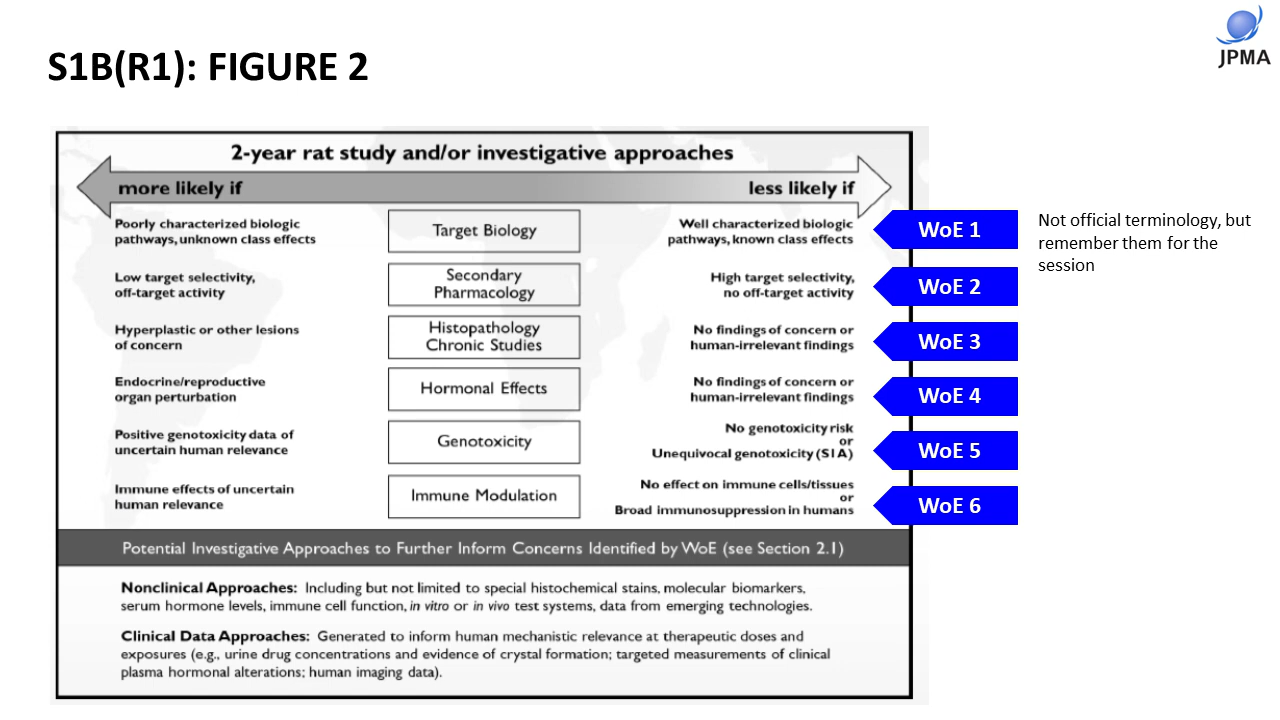 JPMA
S1B(R1): FIGURE 2
2-year rat study and/or investigative approaches
more likely if
less likely if
Poorly characterized biologic
pathways, unknown class effects
Target Biology
Well characterized biologic
pathways, known class effects
WoE 1
Not official terminology, but
remember them for the
session
Low target selectivity,
off-target activity
Secondary
Pharmacology
High target selectivity,
no off-target activity
WoE 2
Hyperplastic or other lesions
of concern
Histopathology
Chronic Studies
No findings of concern or
human-irrelevant findings
WoE 3
Endocrine/reproductive
organ perturbation
Hormonal Effects
No findings of concern or
human-irrelevant findings
WoE 4
Positive genotoxicity data of
uncertain human relevance
Genotoxicity
No genotoxicity risk
or
Unequivocal genotoxicity (S1A)
WoE 5
Immune effects of uncertain
human relevance
Immune Modulation
No effect on immune cells/tissues
or
Broad immunosuppression in humans
WoE 6
Potential Investigative Approaches to Further Inform Concerns Identified by WoE (see Section 2.1)
Nonclinical Approaches: Including but not limited to special histochemical stains, molecular biomarkers,
serum hormone levels, immune cell function, in vitro or in vivo test systems, data from emerging technologies.
Clinical Data Approaches: Generated to inform human mechanistic relevance at therapeutic doses and
exposures (e.g., urine drug concentrations and evidence of crystal formation; targeted measurements of clinical
plasma hormonal alterations; human imaging data).